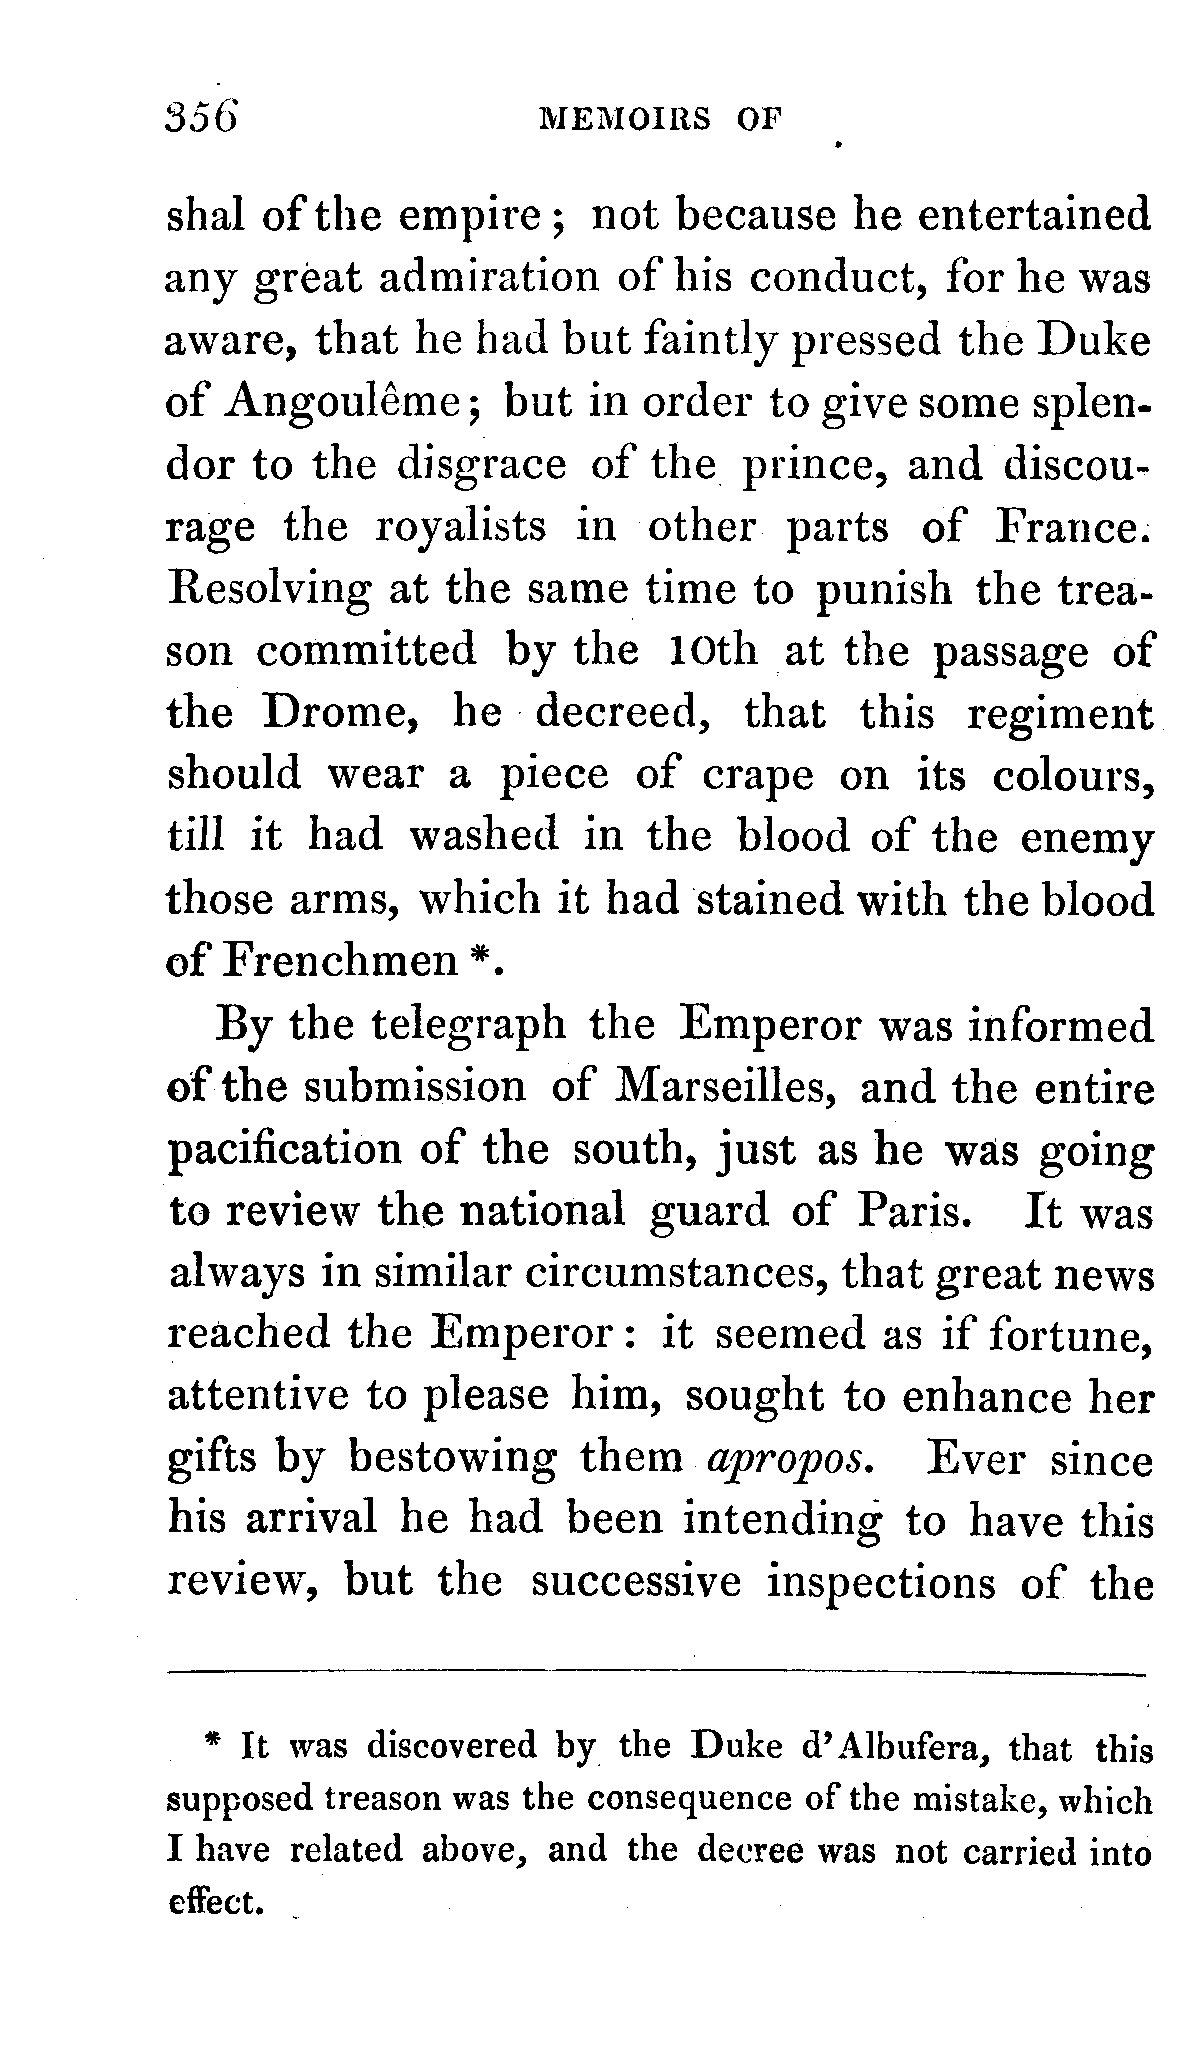 356 MEMOIRS OF
shal of the empire; not because he entertained
any great admiration of his conduct, for he was
aware, that he had but faintly pressed the Duke
of Angoulême; but in order to give some splen-
dor to the disgrace of the prince, and discou-
rage the royalists in other parts of France.
Resolving at the same time to punish the trea-
son committed by the 10th at the passage of
the Drome, he decreed, that this regiment
should wear a piece of crape on its colours,
till it had washed in the blood of the enemy
those arms, which it had stained with the blood
of Frenchmen *.
By the telegraph the Emperor was informed
of the submission of Marseilles, and the entire
pacification of the south, just as he was going
to review the national guard of Paris. It was
always in similar circumstances, that great news
reached the Emperor: it seemed as if fortune,
attentive to please him, sought to enhance her
gifts by bestowing them apropos. Ever since
his arrival he had been intending to have this
review, but the successive inspections of the
* It was discovered by the Duke d'Albufera, that this
supposed treason was the consequence of the mistake, which
I have related above, and the decree was not carried into
effect.